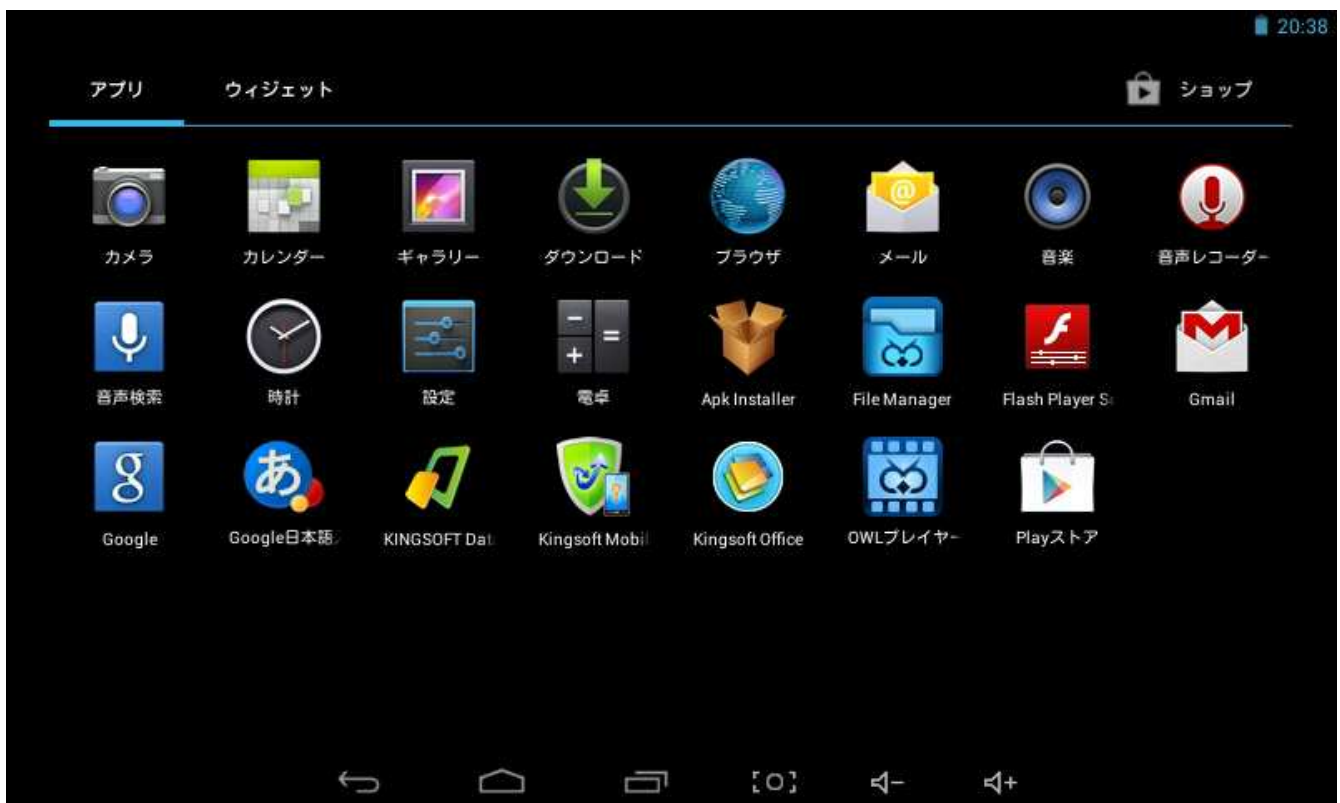 20:38
アプリ ウィジェット ショップ
カメラ カレンダー ギャラリー ダウンロード ブラウザ メール 音楽 音声レコーダー
音声検索 時計 設定 電卓 Apk Installer File Manager Flash Player S Gmail
Google Google日本語 KINGSOFT Dat Kingsoft Mobil Kingsoft Office OWLプレイヤー Playストア